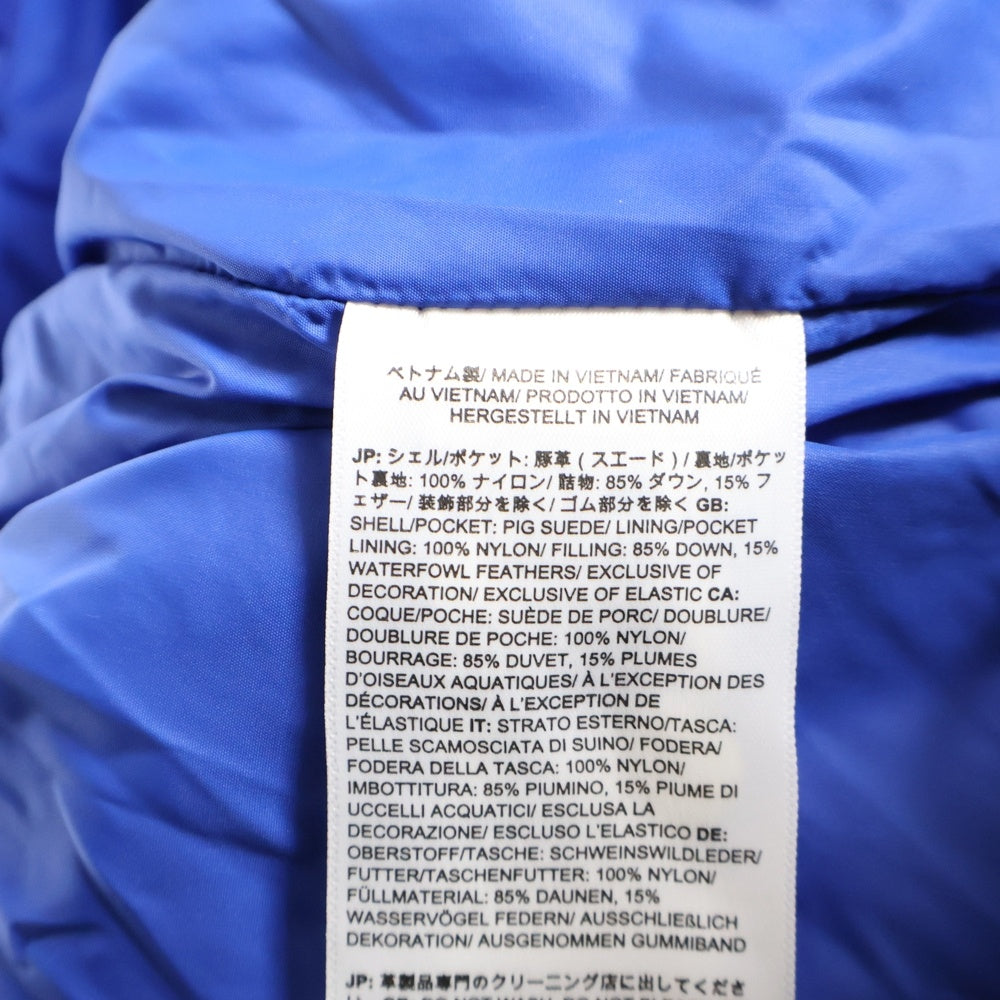 ベトナム製/ MADE IN VIETNAM/ FABRIQUÉ
AU VIETNAM/ PRODOTTO IN VIETNAM/
HERGESTELLT IN VIETNAM
JP: シェル/ポケット: 豚革 ( スエード ) / 裏地/ポケッ
ト裏地: 100% ナイロン/ 詰物: 85% ダウン, 15% フ
ェザー/ 装飾部分を除く/ ゴム部分を除く GB:
SHELL/POCKET: PIG SUEDE/ LINING/POCKET
LINING: 100% NYLON/ FILLING: 85% DOWN, 15%
WATERFOWL FEATHERS/ EXCLUSIVE OF
DECORATION/ EXCLUSIVE OF ELASTIC CA:
COQUE/POCHE: SUÈDE DE PORC/ DOUBLURE/
DOUBLURE DE POCHE: 100% NYLON/
BOURRAGE: 85% DUVET, 15% PLUMES
D'OISEAUX AQUATIQUES/ À L'EXCEPTION DES
DÉCORATIONS/ À L'EXCEPTION DE
L'ÉLASTIQUE IT: STRATO ESTERNO/TASCA:
PELLE SCAMOSCIATA DI SUINO/ FODERA/
FODERA DELLA TASCA: 100% NYLON/
IMBOTTITURA: 85% PIUMINO, 15% PIUME DI
UCCELLI ACQUATICI/ ESCLUSA LA
DECORAZIONE/ ESCLUSO L'ELASTICO DE:
OBERSTOFF/TASCHE: SCHWEINSWILDLEDER/
FUTTER/TASCHENFUTTER: 100% NYLON/
FÜLLMATERIAL: 85% DAUNEN, 15%
WASSERVÖGEL FEDERN/ AUSSCHLIEßLICH
DEKORATION/ AUSGENOMMEN GUMMIBAND
JP: 革製品専門のクリーニング店に出してくださ